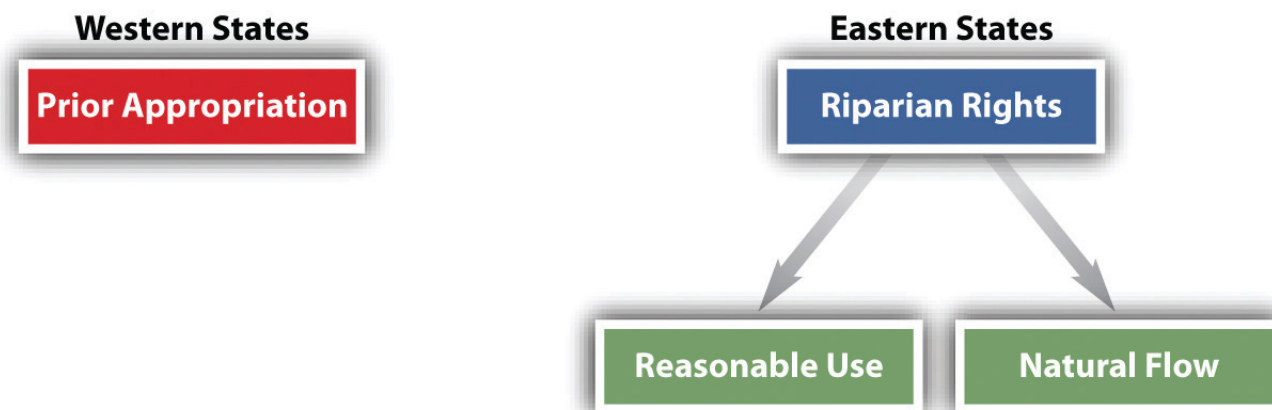 Western States
Eastern States
Prior Appropriation
Riparian Rights
Reasonable Use
Natural Flow